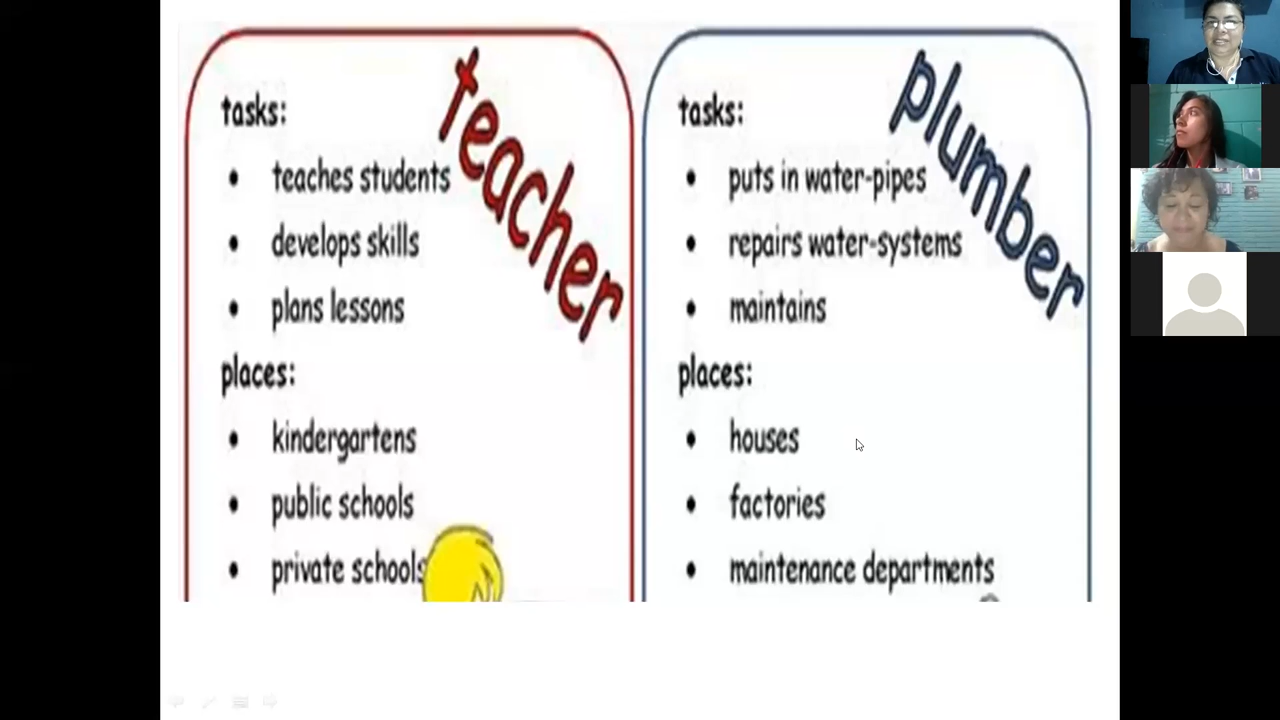 teacher
tasks:
• teaches students
• develops skills
• plans lessons
places:
• kindergartens
• public schools
• private schools
plumber
tasks:
• puts in water-pipes
• repairs water-systems
• maintains
places:
• houses
• factories
• maintenance departments